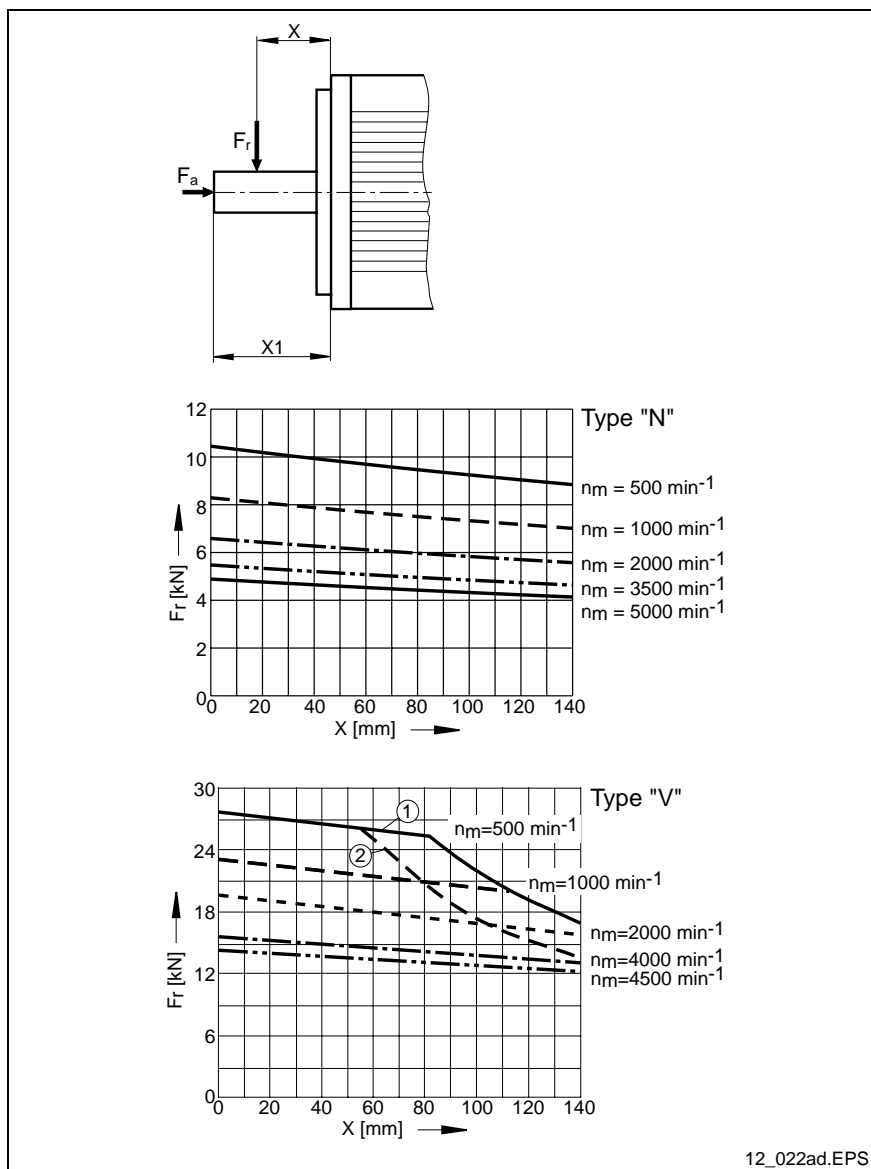 X
Fr
Fa
X1
Type "N"
12
10
8
6
4
2
0
Fr [kN]
nm = 500 min-1
nm = 1000 min-1
nm = 2000 min-1
nm = 3500 min-1
nm = 5000 min-1
0 20 40 60 80 100 120 140
X [mm]
Type "V"
30
24
18
12
6
0
Fr [kN]
1
2
nm=500 min-1
nm=1000 min-1
nm=2000 min-1
nm=4000 min-1
nm=4500 min-1
0 20 40 60 80 100 120 140
X [mm]
12_022ad.EPS